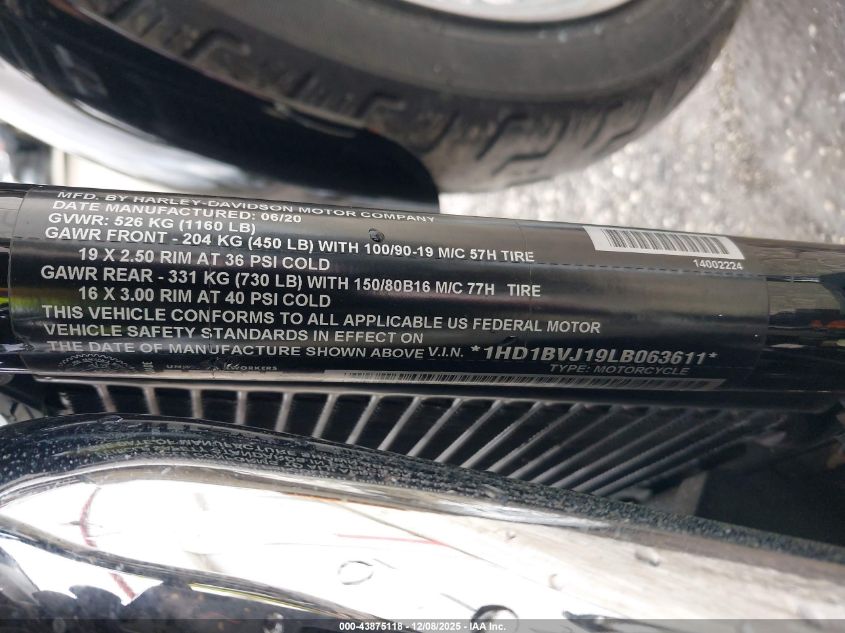 MFD. BY HARLEY-DAVIDSON MOTOR COMPANY
DATE MANUFACTURED: 06/20
GVWR: 526 KG (1160 LB)
GAWR FRONT - 204 KG (450 LB) WITH 100/90-19 M/C 57H TIRE
19 X 2.50 RIM AT 36 PSI COLD
GAWR REAR - 331 KG (730 LB) WITH 150/80B16 M/C 77H TIRE
16 X 3.00 RIM AT 40 PSI COLD
THIS VEHICLE CONFORMS TO ALL APPLICABLE US FEDERAL MOTOR
VEHICLE SAFETY STANDARDS IN EFFECT ON
THE DATE OF MANUFACTURE SHOWN ABOVE V.I.N. *1HD1BVJ19LB063611*
TYPE: MOTORCYCLE
14002224
000-43875118 - 12/08/2025 - IAA Inc.